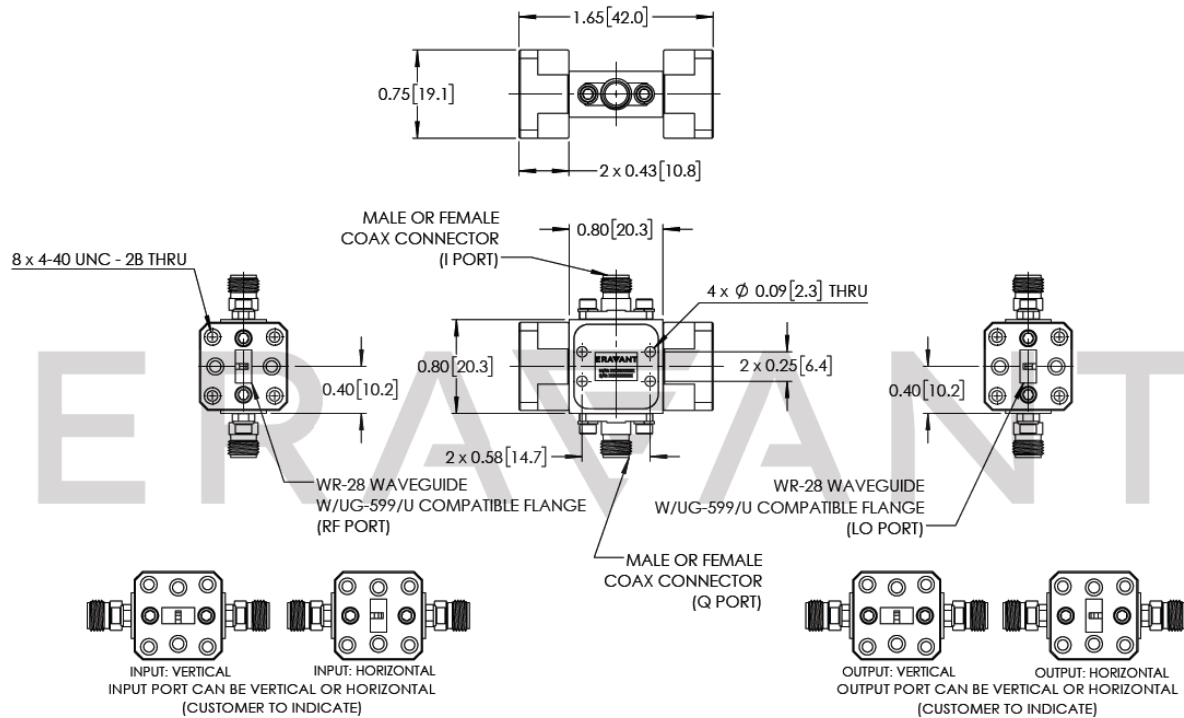 1.65[42.0]
0.75[19.1]
2 x 0.43[10.8]
MALE OR FEMALE
COAX CONNECTOR
(I PORT)
0.80[20.3]
8 x 4-40 UNC - 2B THRU
4 x Ø 0.09[2.3] THRU
ERAVANT
0.80[20.3]
2 x 0.25[6.4]
0.40[10.2]
0.40[10.2]
2 x 0.58[14.7]
ERAVANT
WR-28 WAVEGUIDE
W/UG-599/U COMPATIBLE FLANGE
(RF PORT)
WR-28 WAVEGUIDE
W/UG-599/U COMPATIBLE FLANGE
(LO PORT)
MALE OR FEMALE
COAX CONNECTOR
(Q PORT)
INPUT: VERTICAL
INPUT: HORIZONTAL
INPUT PORT CAN BE VERTICAL OR HORIZONTAL
(CUSTOMER TO INDICATE)
OUTPUT: VERTICAL
OUTPUT: HORIZONTAL
OUTPUT PORT CAN BE VERTICAL OR HORIZONTAL
(CUSTOMER TO INDICATE)